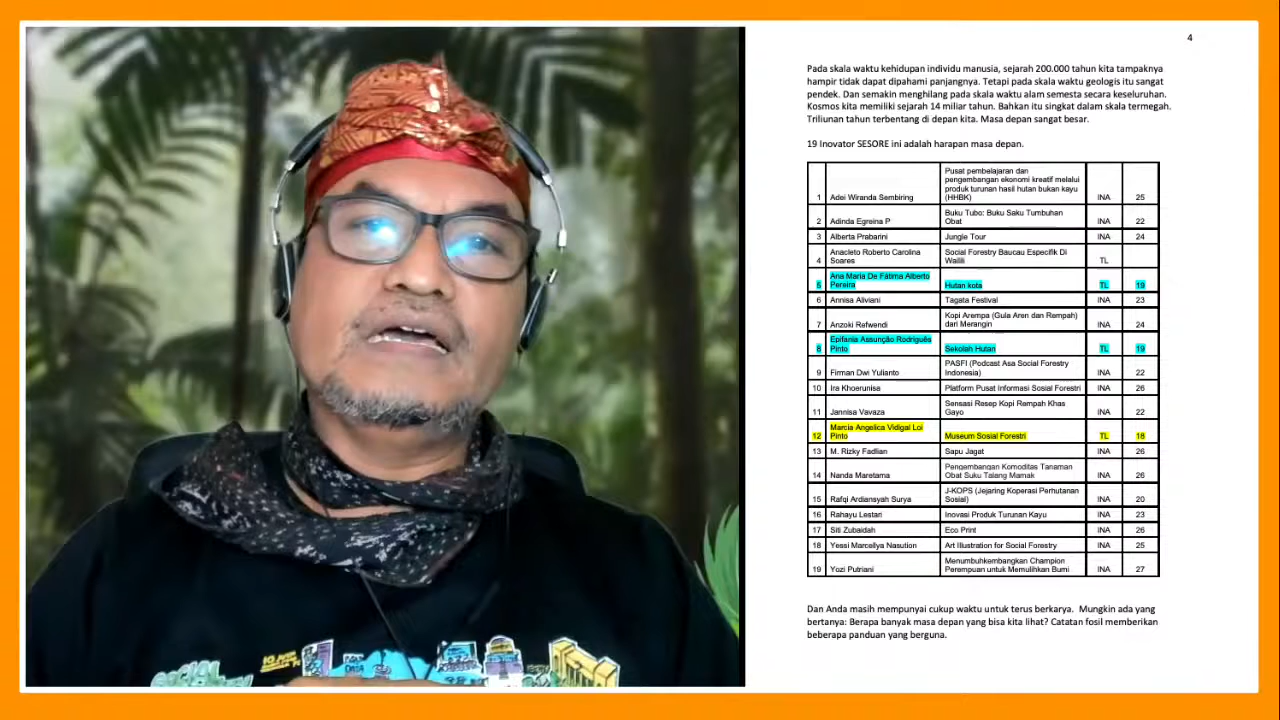 4
Pada skala waktu kehidupan individu manusia, sejarah 200.000 tahun kita tampaknya
hampir tidak dapat dipahami panjangnya. Tetapi pada skala waktu geologis itu sangat
pendek. Dan semakin menghilang pada skala waktu alam semesta secara keseluruhan.
Kosmos kita memiliki sejarah 14 miliar tahun. Bahkan itu singkat dalam skala termegah.
Triliunan tahun terbentang di depan kita. Masa depan sangat besar.
19 Inovator SESORE ini adalah harapan masa depan.
Pusat pembelajaran dan
pengembangan ekonomi kreatif melalui
produk turunan hasil hutan bukan kayu
1 Adei Wiranda Sembiring (HHBK) INA 25
Buku Tubo: Buku Saku Tumbuhan
2 Adinda Egreina P Obat INA 22
3 Alberta Prabarini Jungle Tour INA 24
Anacleto Roberto Carolina Social Forestry Baucau Especifik Di
4 Soares Wailili TL
Ana Maria De Fátima Alberto
5 Pereira Hutan kota TL 19
6 Annisa Aliviani Tagata Festival INA 23
Kopi Arempa (Gula Aren dan Rempah)
7 Anzoki Refwendi dari Merangin INA 24
Epifania Assunção Rodriguês
8 Pinto Sekolah Hutan TL 19
PASFI (Podcast Asa Social Forestry
9 Firman Dwi Yulianto Indonesia) INA 22
10 Ira Khoerunisa Platform Pusat Informasi Sosial Forestri INA 26
Sensasi Resep Kopi Rempah Khas
11 Jannisa Vavaza Gayo INA 22
Marcia Angelica Vidigal Loi
12 Pinto Museum Sosial Forestri TL 18
13 M. Rizky Fadlian Sapu Jagat INA 26
Pengembangan Komoditas Tanaman
14 Nanda Maretama Obat Suku Talang Mamak INA 26
J-KOPS (Jejaring Koperasi Perhutanan
15 Rafqi Ardiansyah Surya Sosial) INA 20
16 Rahayu Lestari Inovasi Produk Turunan Kayu INA 23
17 Siti Zubaidah Eco Print INA 26
18 Yessi Marcellya Nasution Art Illustration for Social Forestry INA 25
Menumbuhkembangkan Champion
19 Yozi Putriani Perempuan untuk Memulihkan Bumi INA 27
Dan Anda masih mempunyai cukup waktu untuk terus berkarya. Mungkin ada yang
bertanya: Berapa banyak masa depan yang bisa kita lihat? Catatan fosil memberikan
beberapa panduan yang berguna.